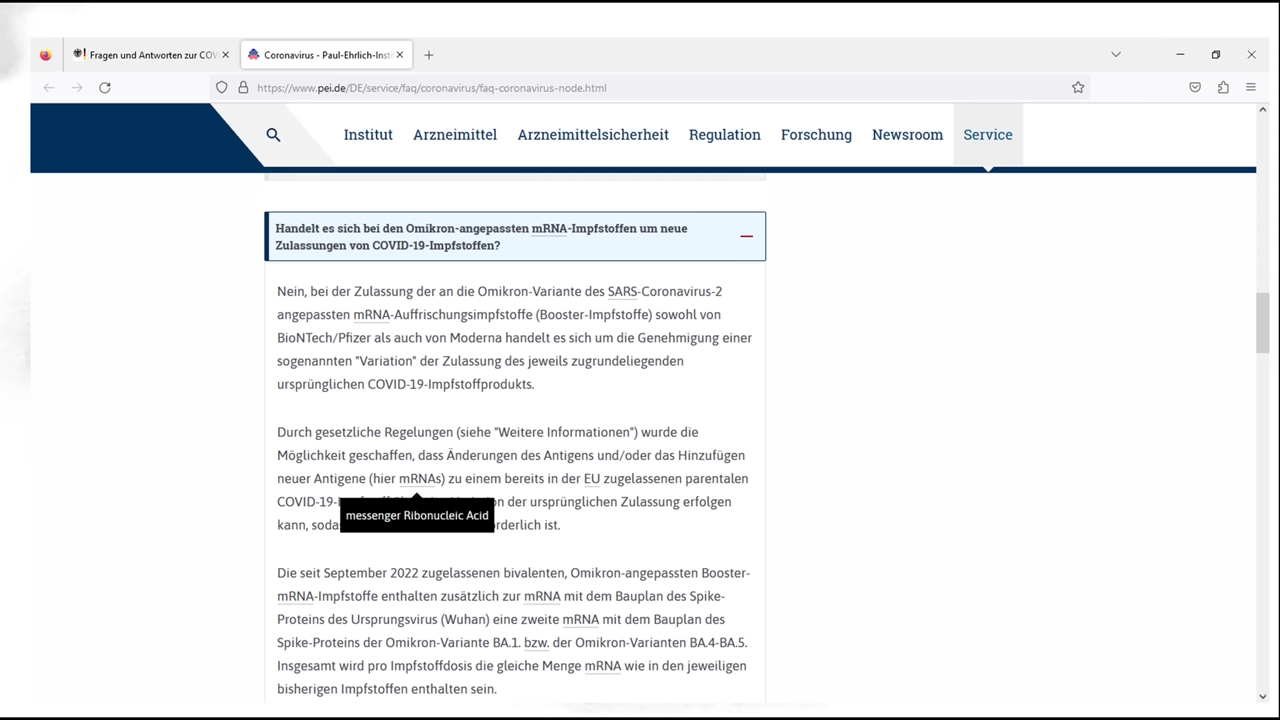 Fragen und Antworten zur COV
Coronavirus - Paul-Ehrlich-Inst
https://www.pei.de/DE/service/faq/coronavirus/faq-coronavirus-node.html
Institut Arzneimittel Arzneimittelsicherheit Regulation Forschung Newsroom Service
Handelt es sich bei den Omikron-angepassten mRNA-Impfstoffen um neue
Zulassungen von COVID-19-Impfstoffen?
Nein, bei der Zulassung der an die Omikron-Variante des SARS-Coronavirus-2
angepassten mRNA-Auffrischungsimpfstoffe (Booster-Impfstoffe) sowohl von
BioNTech/Pfizer als auch von Moderna handelt es sich um die Genehmigung einer
sogenannten "Variation" der Zulassung des jeweils zugrundeliegenden
ursprünglichen COVID-19-Impfstoffprodukts.
Durch gesetzliche Regelungen (siehe "Weitere Informationen") wurde die
Möglichkeit geschaffen, dass Änderungen des Antigens und/oder das Hinzufügen
neuer Antigene (hier mRNAs) zu einem bereits in der EU zugelassenen parentalen
COVID-19- der ursprünglichen Zulassung erfolgen
messenger Ribonucleic Acid
kann, ist.
Die seit September 2022 zugelassenen bivalenten, Omikron-angepassten Booster-
mRNA-Impfstoffe enthalten zusätzlich zur mRNA mit dem Bauplan des Spike-
Proteins des Ursprungsvirus (Wuhan) eine zweite mRNA mit dem Bauplan des
Spike-Proteins der Omikron-Variante BA.1. bzw. der Omikron-Varianten BA.4-BA.5.
Insgesamt wird pro Impfstoffdosis die gleiche Menge mRNA wie in den jeweiligen
bisherigen Impfstoffen enthalten sein.